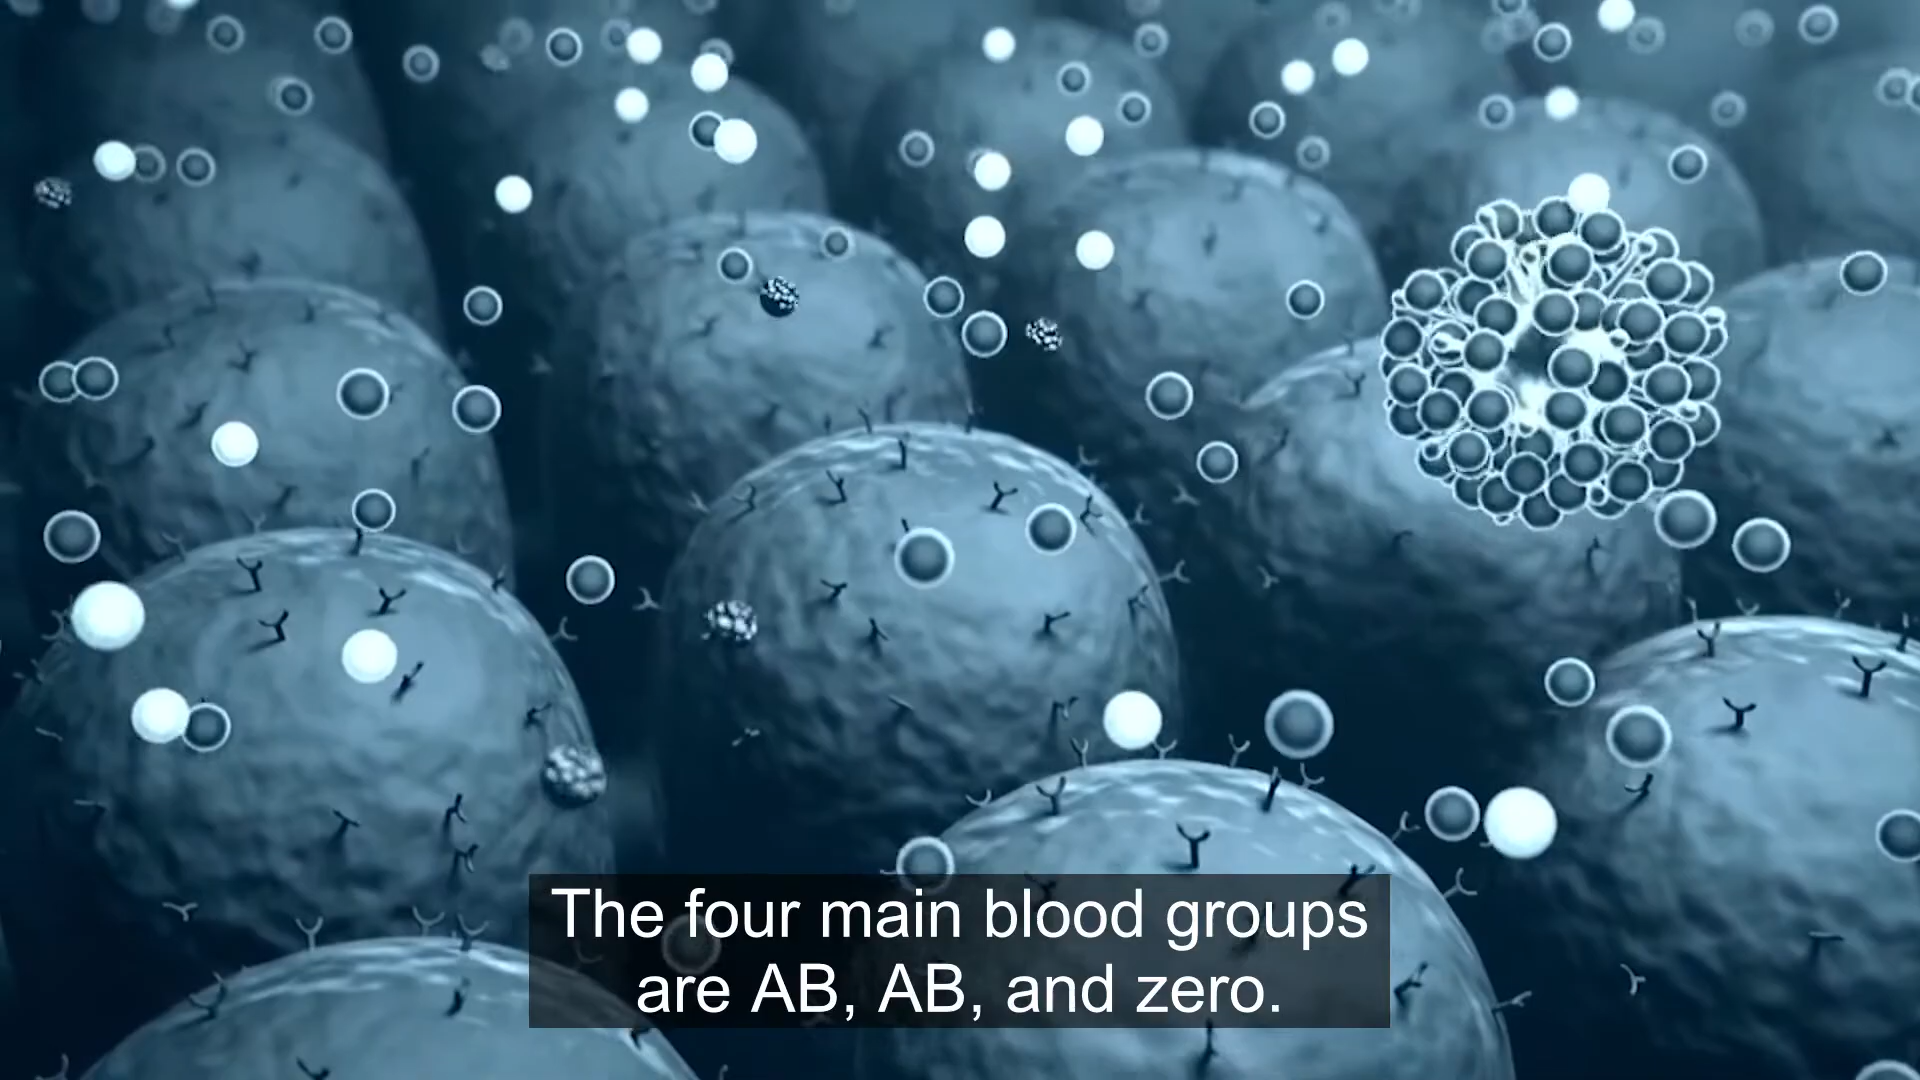 The four main blood groups
are AB, AB, and zero.